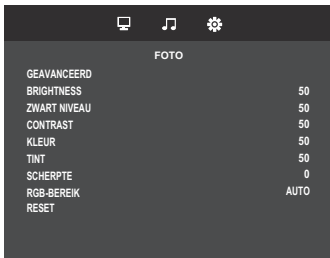 FOTO
GEAVANCEERD
BRIGHTNESS 50
ZWART NIVEAU 50
CONTRAST 50
KLEUR 50
TINT 50
SCHERPTE 0
RGB-BEREIK AUTO
RESET